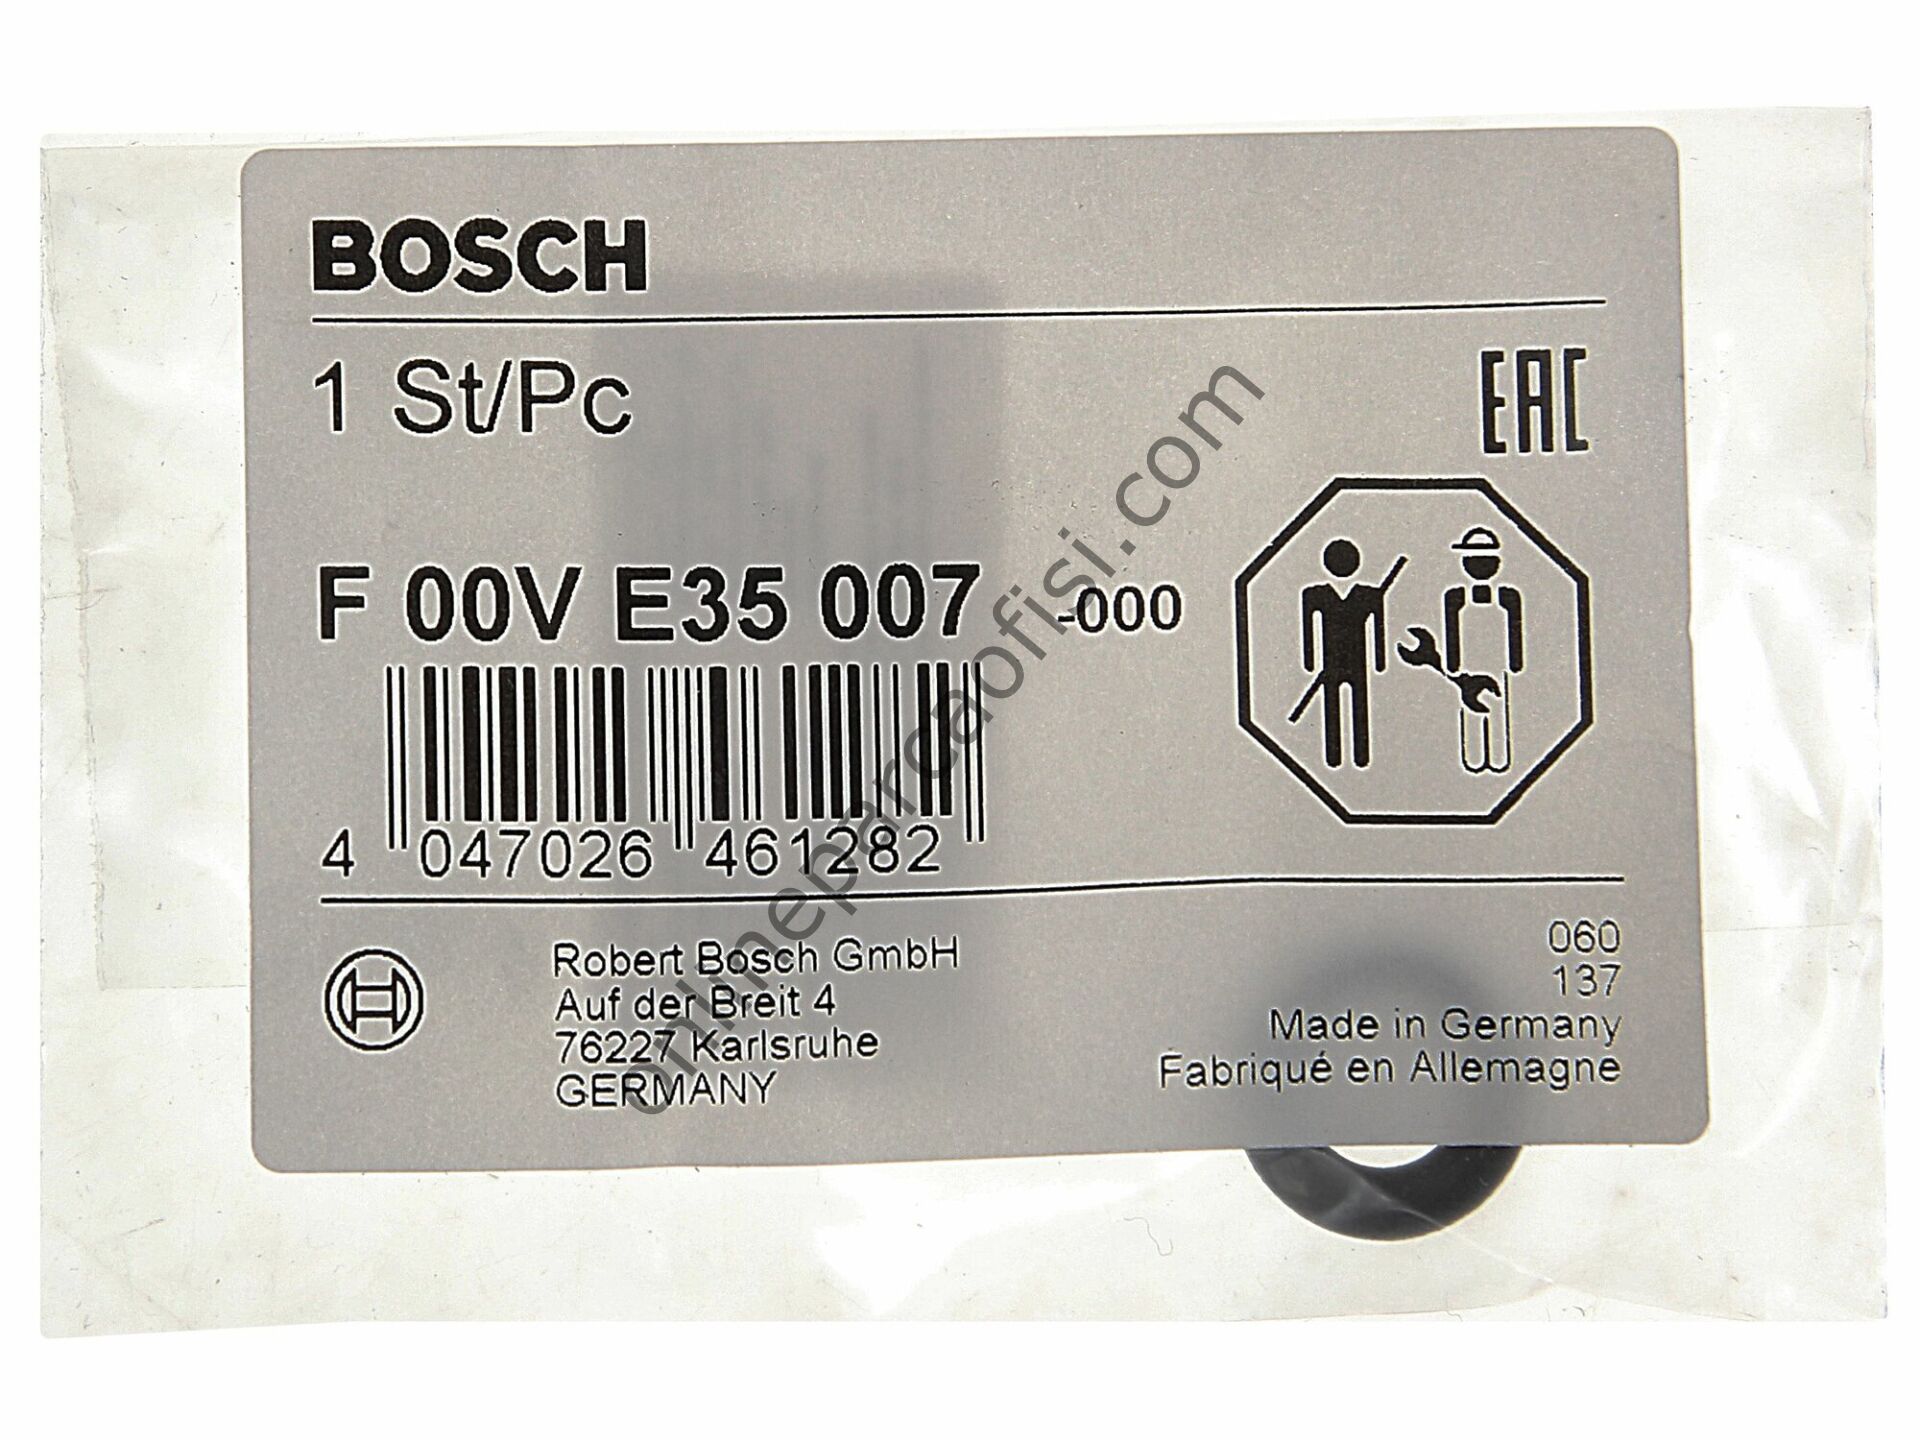 BOSCH
1 St/Pc
EAC
F 00V E35 007 -000
4 047026 461282
Robert Bosch GmbH
Auf der Breit 4
76227 Karlsruhe
GERMANY
060
137
Made in Germany
Fabriqué en Allemagne
onlineparcaofisi.com